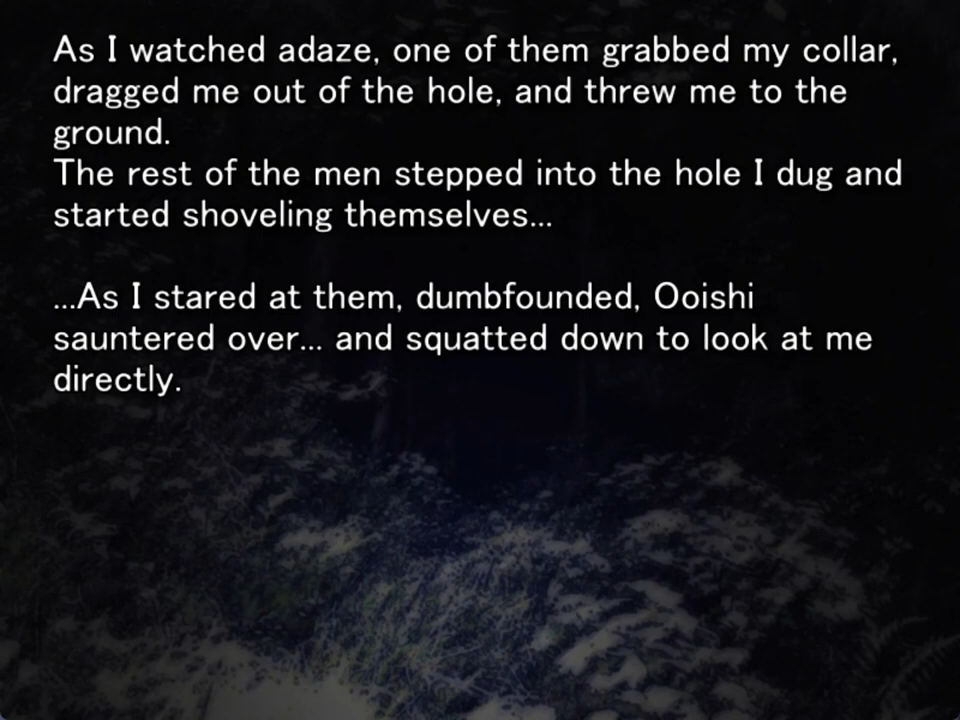 As I watched adaze, one of them grabbed my collar,
dragged me out of the hole, and threw me to the
ground.
The rest of the men stepped into the hole I dug and
started shoveling themselves...
...As I stared at them, dumbfounded, Ooishi
sauntered over... and squatted down to look at me
directly.